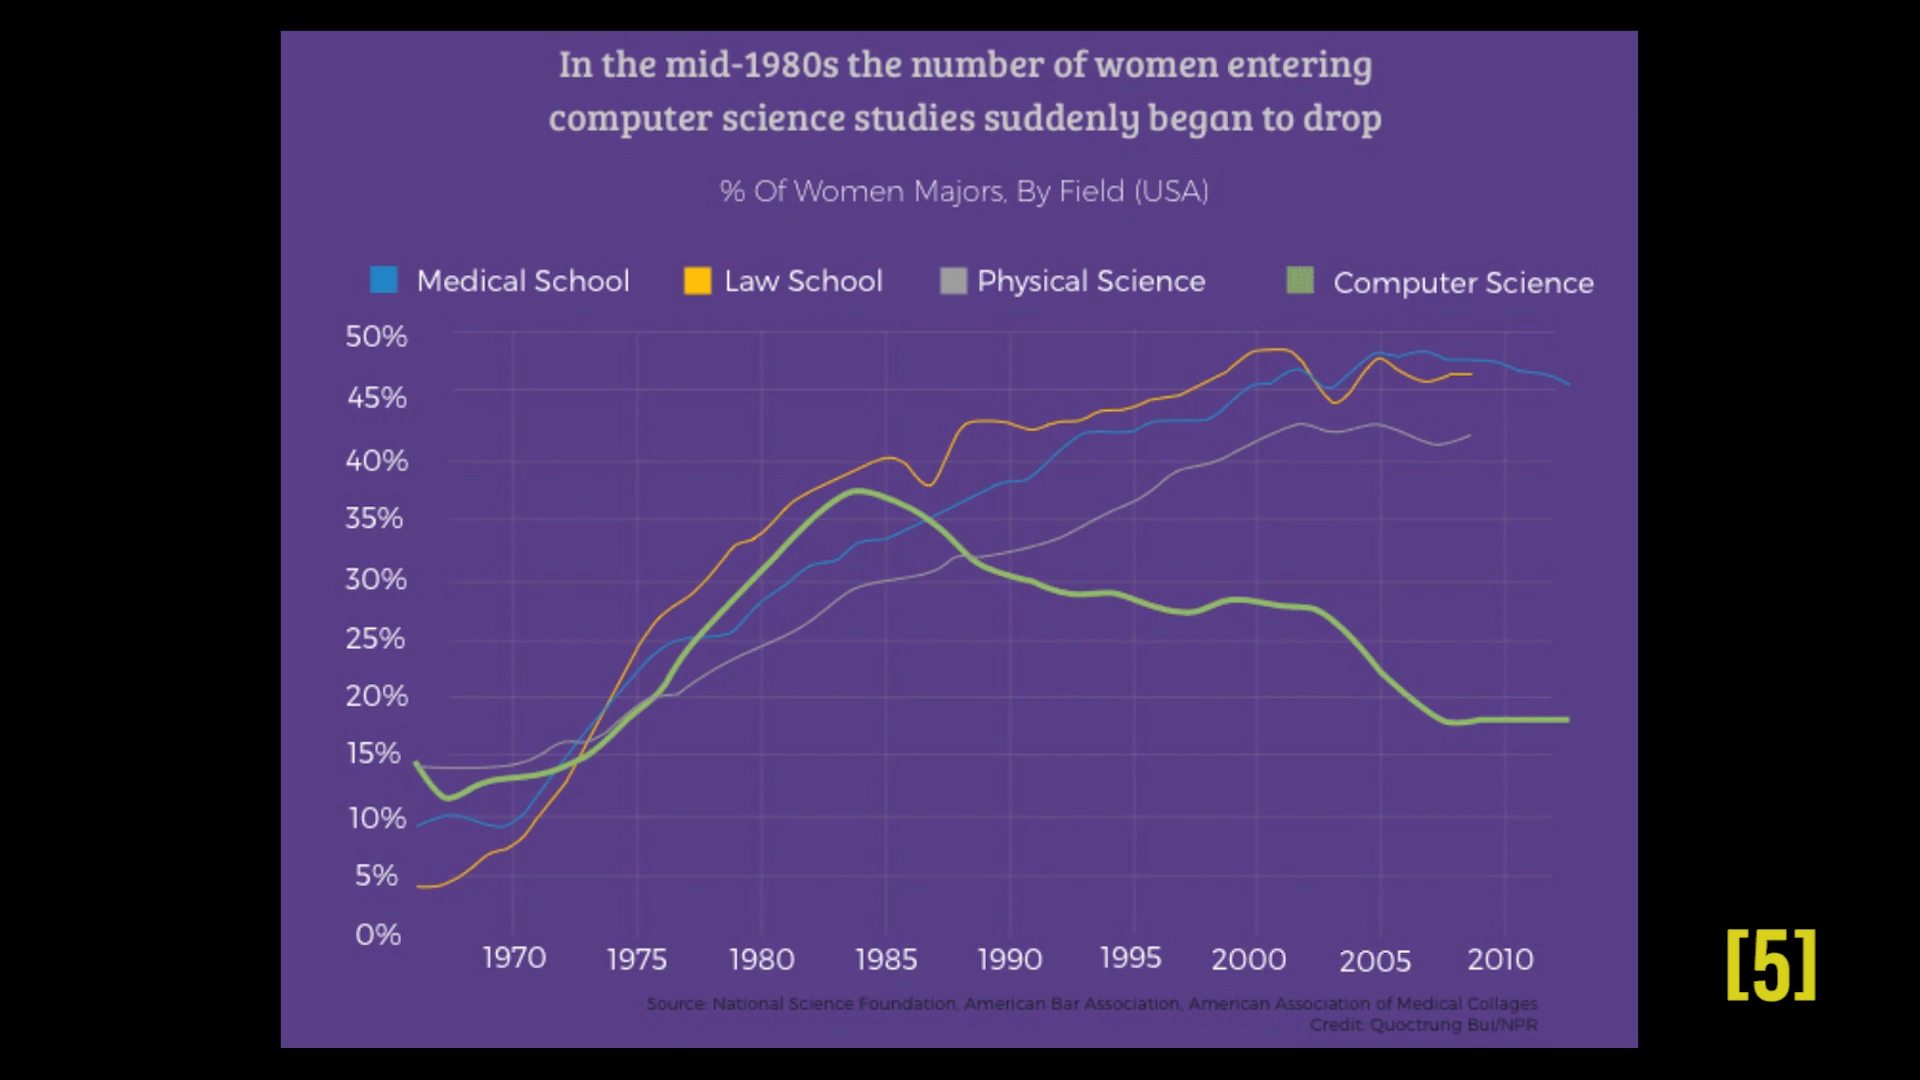 In the mid-1980s the number of women entering
computer science studies suddenly began to drop
% Of Women Majors, By Field (USA)
Medical School Law School Physical Science Computer Science
50%
45%
40%
35%
30%
25%
20%
15%
10%
5%
0%
1970 1975 1980 1985 1990 1995 2000 2005 2010
Source: National Science Foundation, American Bar Association, American Association of Medical Collages
Credit: Quoctrung Bui/NPR
[5]